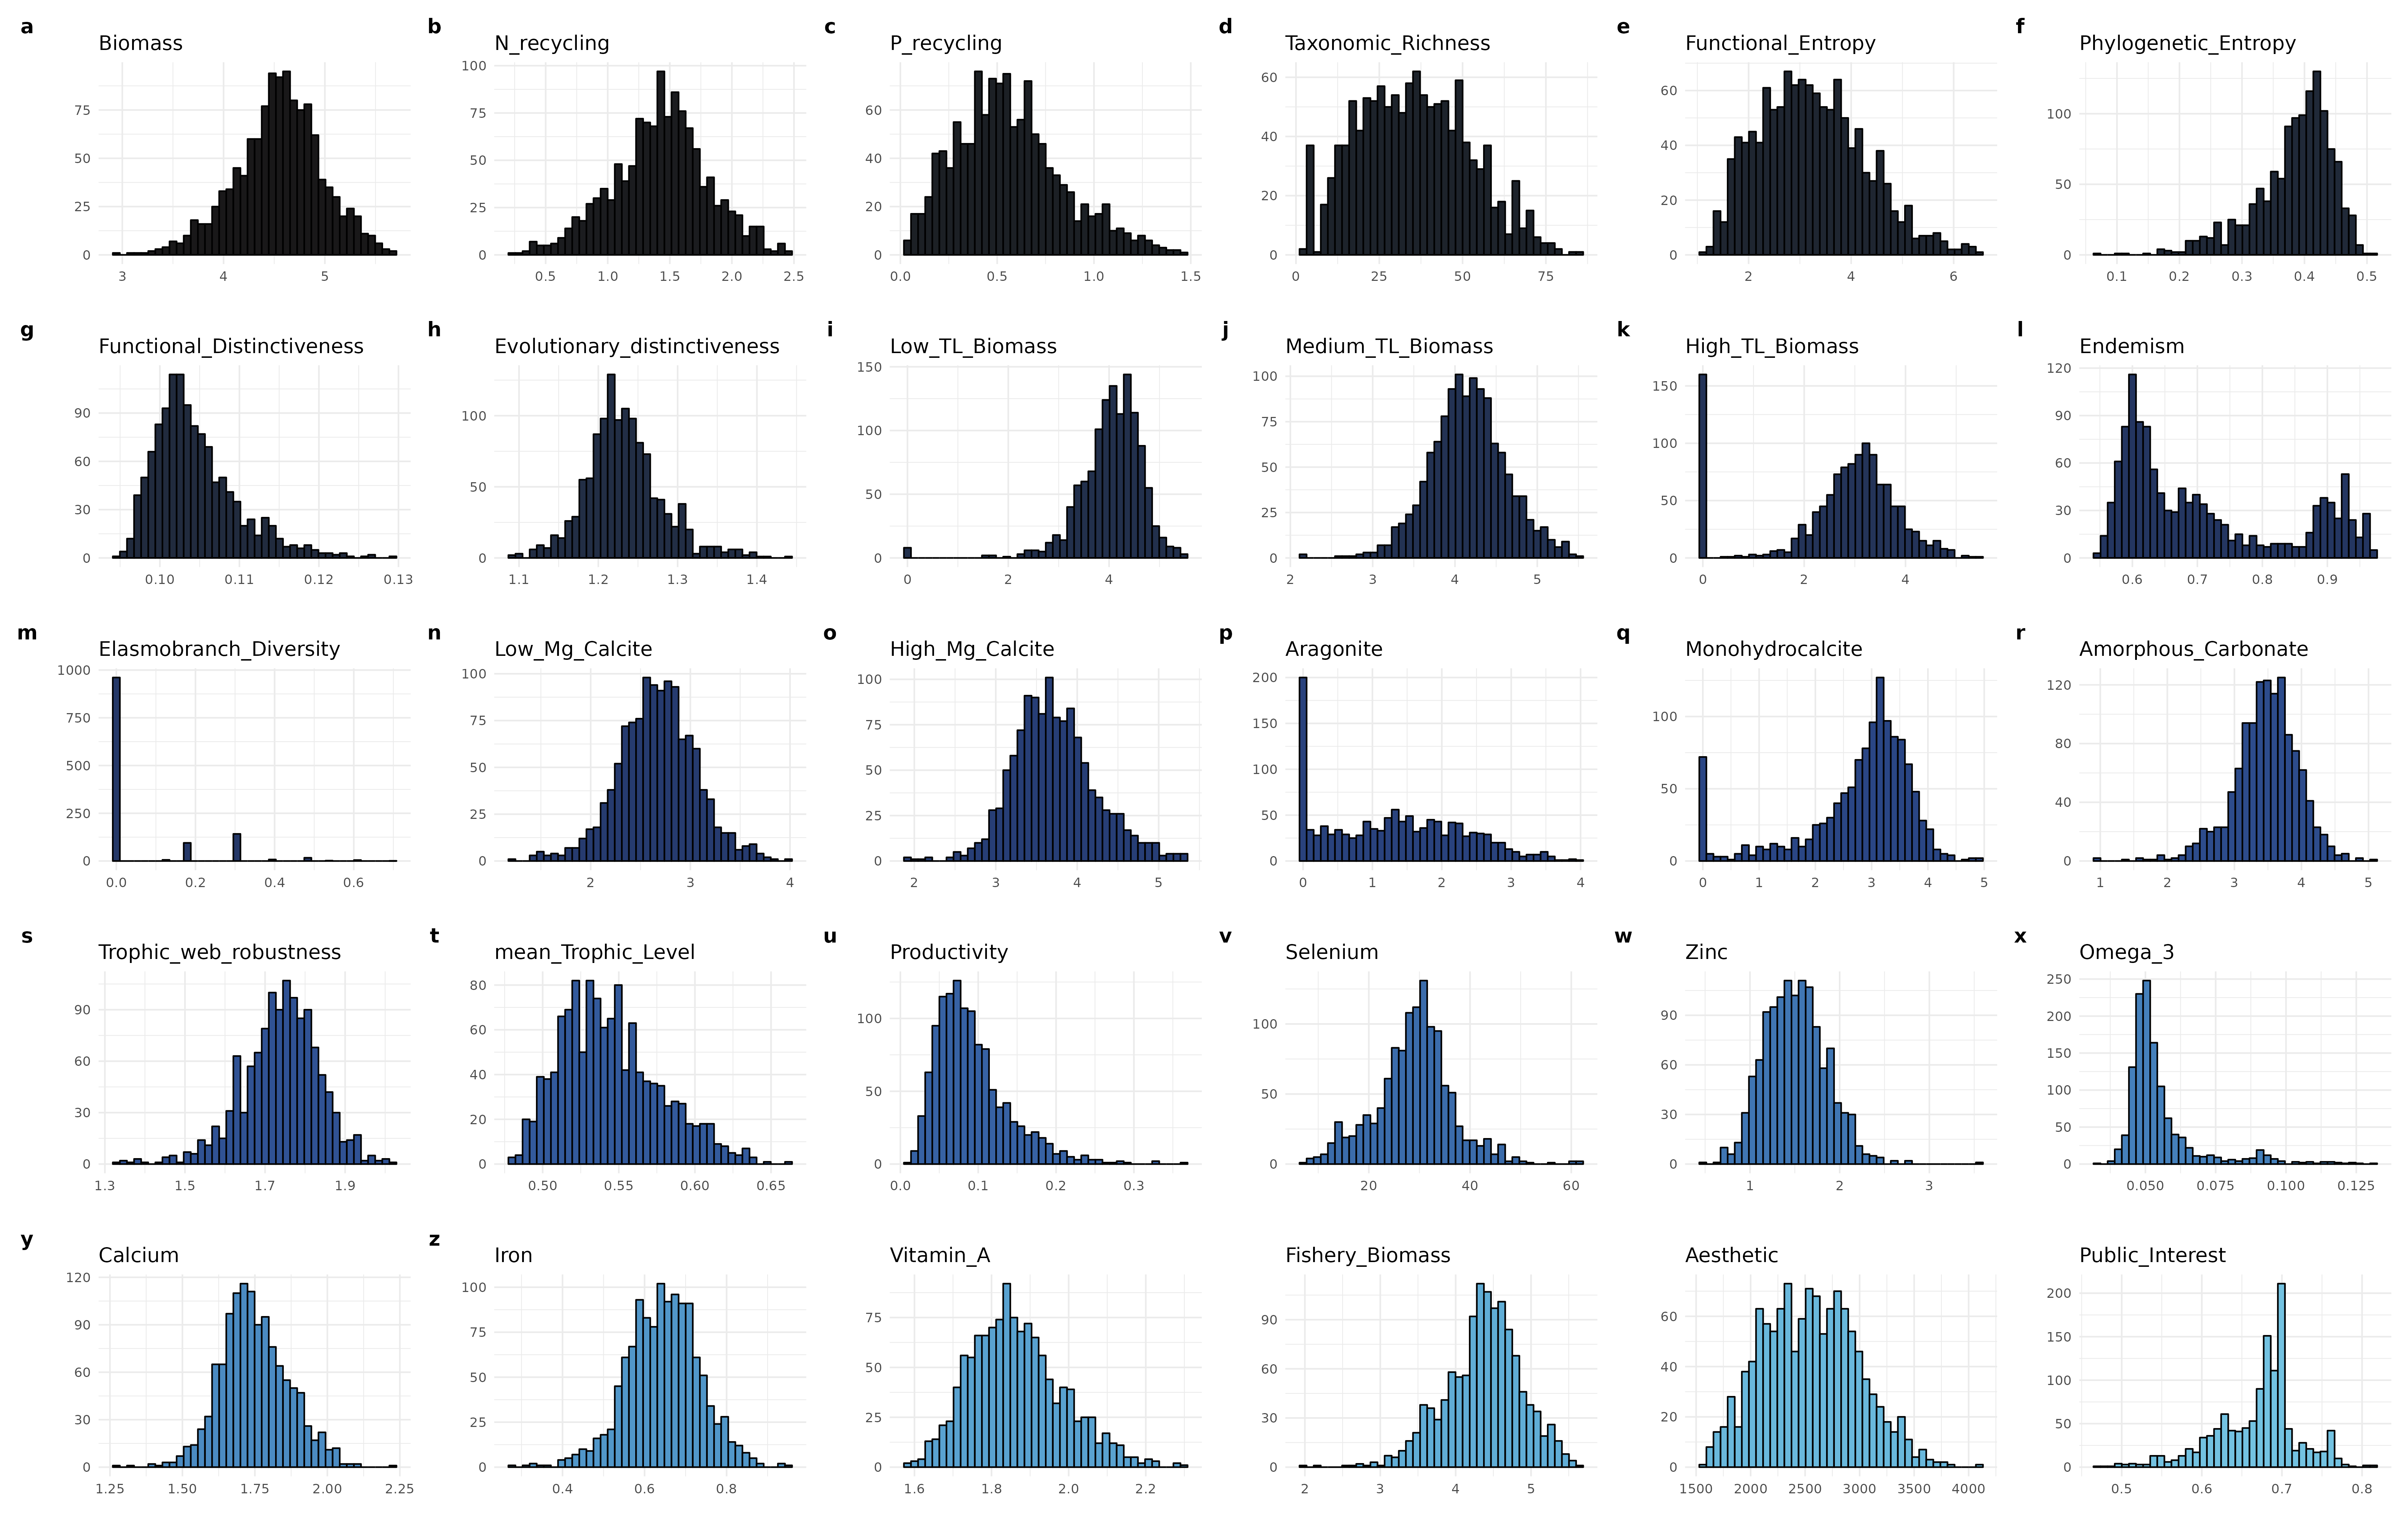 a b c d e f
Biomass N_recycling P_recycling Taxonomic_Richness Functional_Entropy Phylogenetic_Entropy
75 50 25 0
3 4 5
100 75 50 25 0
0.5 1.0 1.5 2.0 2.5
60 40 20 0
0.0 0.5 1.0 1.5
60 40 20 0
0 25 50 75
60 40 20 0
2 4 6
100 50 0
0.1 0.2 0.3 0.4 0.5
g h i j k l
Functional_Distinctiveness Evolutionary_distinctiveness Low_TL_Biomass Medium_TL_Biomass High_TL_Biomass Endemism
90 60 30 0
0.10 0.11 0.12 0.13
100 50 0
1.1 1.2 1.3 1.4
150 100 50 0
0 2 4
100 75 50 25 0
2 3 4 5
150 100 50 0
0 2 4
120 90 60 30 0
0.6 0.7 0.8 0.9
m n o p q r
Elasmobranch_Diversity Low_Mg_Calcite High_Mg_Calcite Aragonite Monohydrocalcite Amorphous_Carbonate
1000 750 500 250 0
0.0 0.2 0.4 0.6
100 75 50 25 0
2 3 4
100 75 50 25 0
2 3 4 5
200 150 100 50 0
0 1 2 3 4
100 50 0
0 1 2 3 4 5
120 80 40 0
1 2 3 4 5
s t u v w x
Trophic_web_robustness mean_Trophic_Level Productivity Selenium Zinc Omega_3
90 60 30 0
1.3 1.5 1.7 1.9
80 60 40 20 0
0.50 0.55 0.60 0.65
100 50 0
0.0 0.1 0.2 0.3
100 50 0
20 40 60
90 60 30 0
1 2 3
250 200 150 100 50 0
0.050 0.075 0.100 0.125
y z
Calcium Iron Vitamin_A Fishery_Biomass Aesthetic Public_Interest
120 90 60 30 0
1.25 1.50 1.75 2.00 2.25
100 75 50 25 0
0.4 0.6 0.8
75 50 25 0
1.6 1.8 2.0 2.2
90 60 30 0
2 3 4 5
60 40 20 0
1500 2000 2500 3000 3500 4000
200 150 100 50 0
0.5 0.6 0.7 0.8